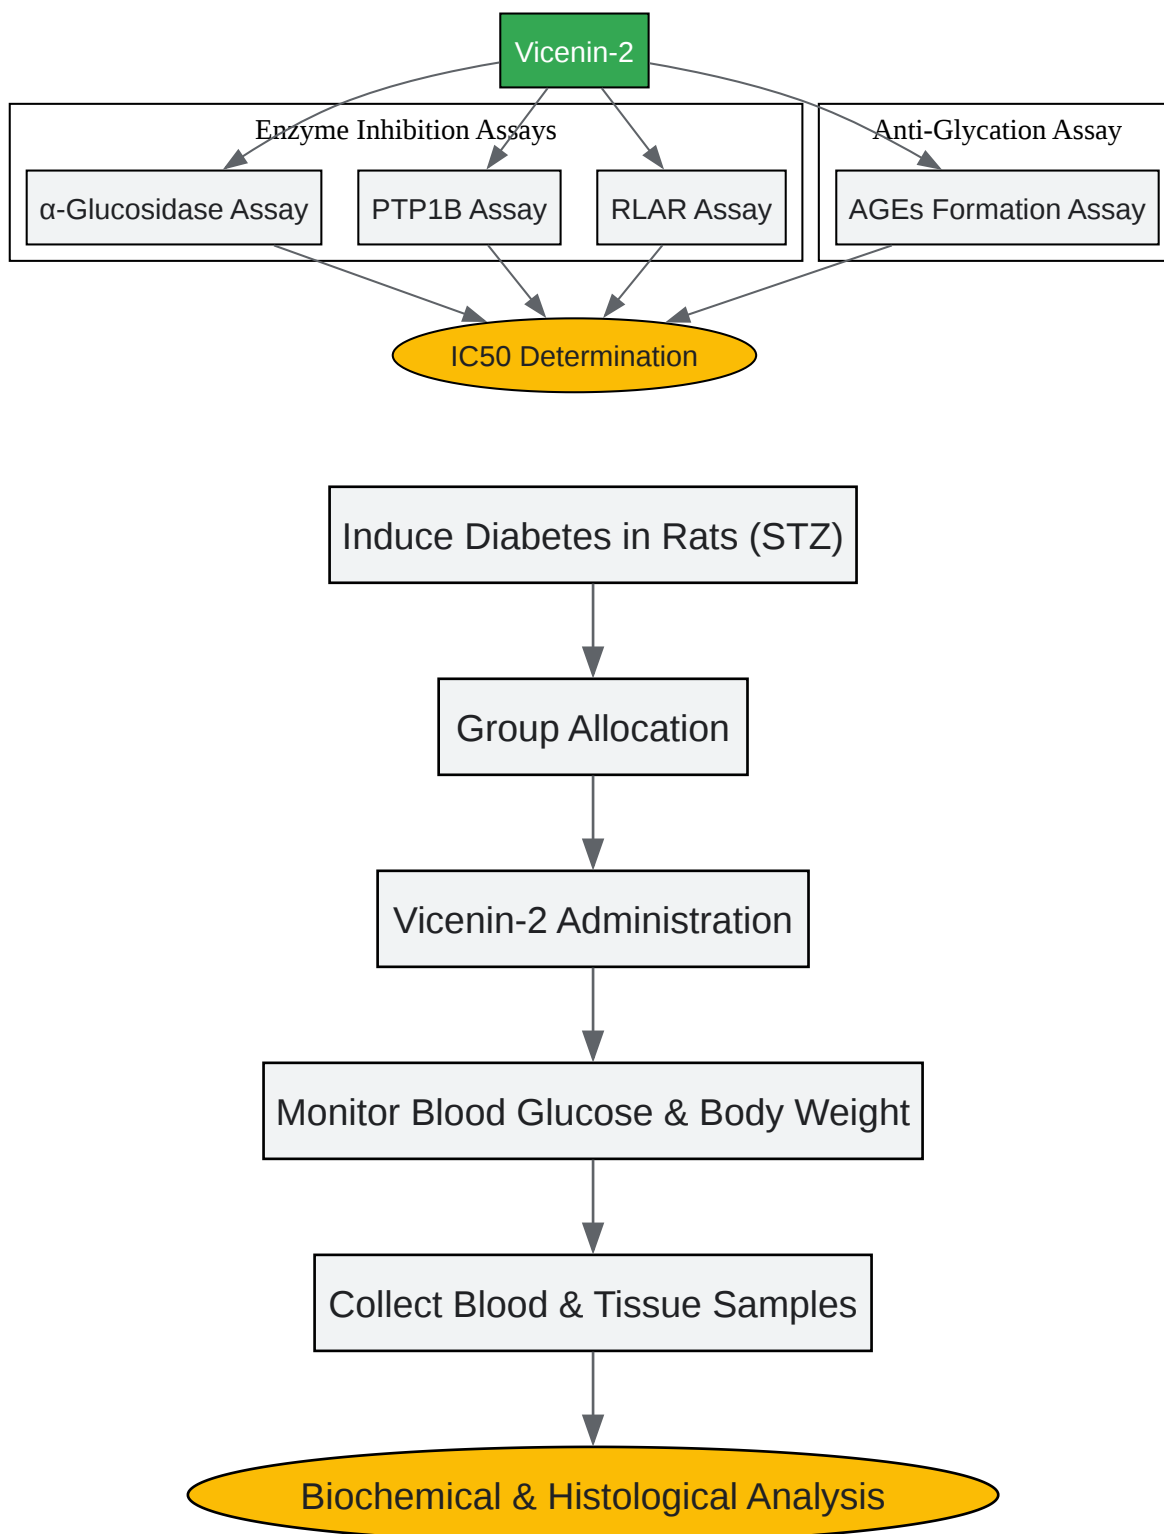 Vicenin-2
Enzyme Inhibition Assays
Anti-Glycation Assay
α-Glucosidase Assay
PTP1B Assay
RLAR Assay
AGEs Formation Assay
IC50 Determination
Induce Diabetes in Rats (STZ)
Group Allocation
Vicenin-2 Administration
Monitor Blood Glucose & Body Weight
Collect Blood & Tissue Samples
Biochemical & Histological Analysis